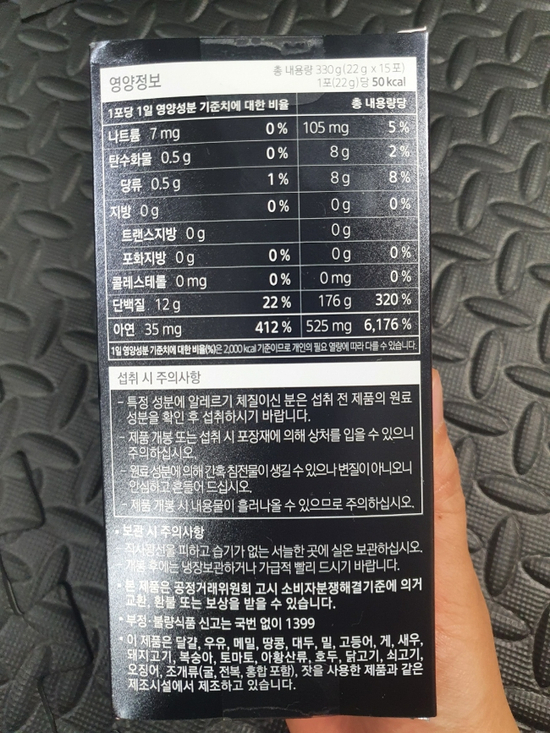 영양정보
총 내용량 330g(22g x 15포)
1포(22g)당 50 kcal
1포당 1일 영양성분 기준치에 대한 비율 총 내용량당
나트륨 7 mg 0 % 105 mg 5 %
탄수화물 0.5 g 0 % 8 g 2 %
당류 0.5 g 1 % 8 g 8 %
지방 0 g 0 % 0 g 0 %
트랜스지방 0 g 0 g
포화지방 0 g 0 % 0 g 0 %
콜레스테롤 0 mg 0 % 0 mg 0 %
단백질 12 g 22 % 176 g 320 %
아연 35 mg 412 % 525 mg 6,176 %
1일 영양성분 기준치에 대한 비율(%)은 2,000 kcal 기준이므로 개인의 필요 열량에 따라 다를 수 있습니다.
섭취 시 주의사항
- 특정 성분에 알레르기 체질이신 분은 섭취 전 제품의 원료
성분을 확인 후 섭취하시기 바랍니다.
- 제품 개봉 또는 섭취 시 포장재에 의해 상처를 입을 수 있으니
주의하십시오.
- 원료 성분에 의해 간혹 침전물이 생길 수 있으나 변질이 아니오니
안심하고 흔들어 드십시오.
- 제품 개봉 시 내용물이 흘러나올 수 있으므로 주의하십시오.
• 보관 시 주의사항
직사광선을 피하고 습기가 없는 서늘한 곳에 실온 보관하십시오.
개봉 후에는 냉장보관하거나 가급적 빨리 드시기 바랍니다.
• 본 제품은 공정거래위원회 고시 소비자분쟁해결기준에 의거
교환, 환불 또는 보상을 받을 수 있습니다.
• 부정·불량식품 신고는 국번 없이 1399
• 이 제품은 달걀, 우유, 메밀, 땅콩, 대두, 밀, 고등어, 게, 새우,
돼지고기, 복숭아, 토마토, 아황산류, 호두, 닭고기, 쇠고기,
오징어, 조개류(굴, 전복, 홍합 포함), 잣을 사용한 제품과 같은
제조시설에서 제조하고 있습니다.